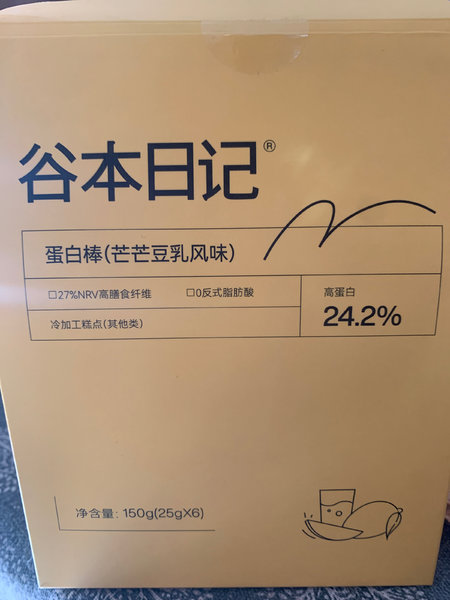 谷本日记®
蛋白棒(芒芒豆乳风味)
□27%NRV高膳食纤维 □0反式脂肪酸
冷加工糕点(其他类)
高蛋白
24.2%
净含量: 150g(25gX6)